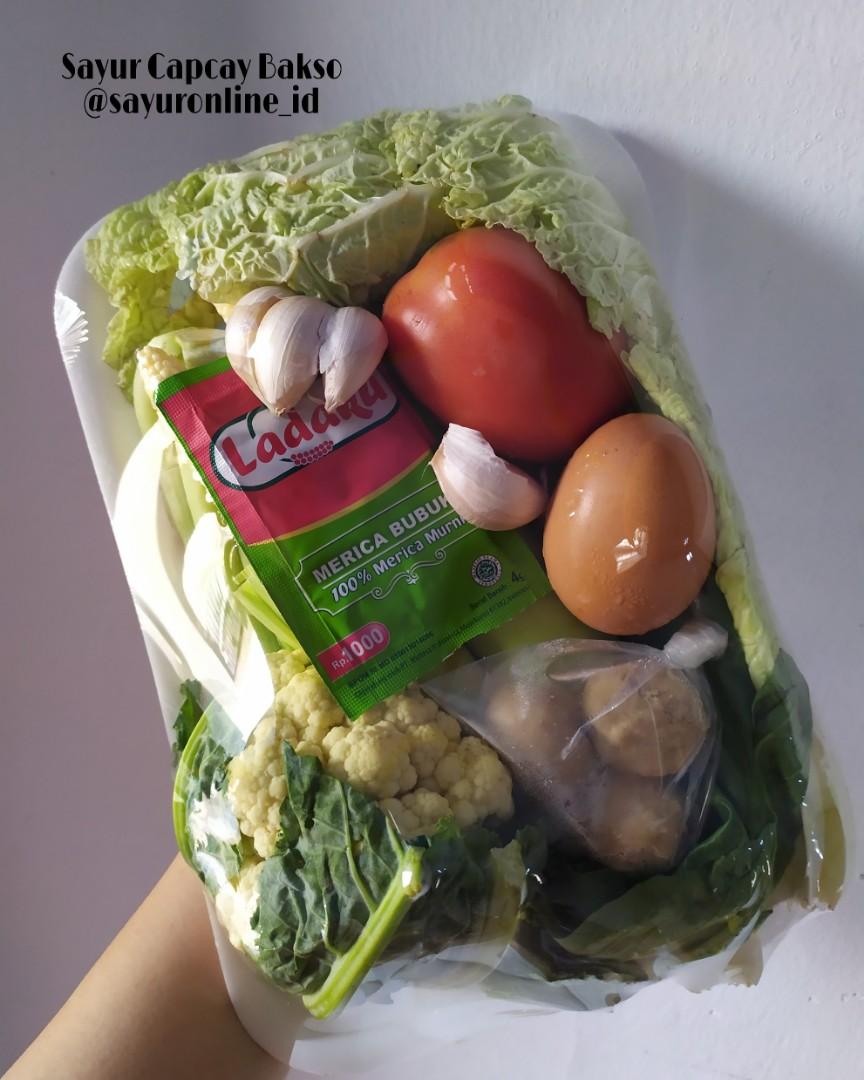 Sayur Capcay Bakso
@sayuronline_id
Ladaku
MERICA BUBUK
100% Merica Murni
Rp.1000